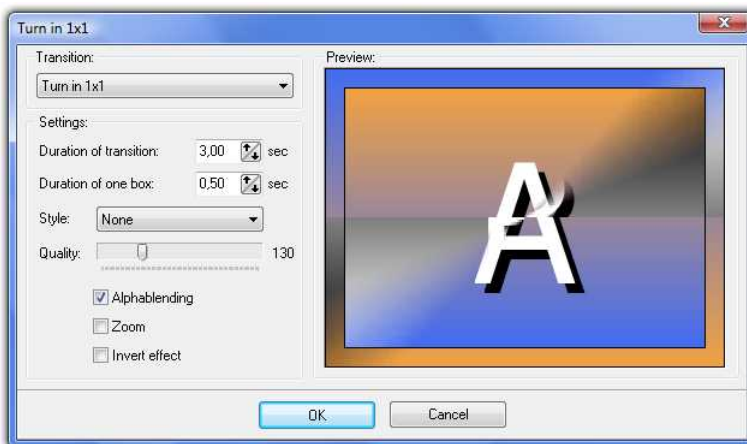 Turn in 1x1
Transition:
Turn in 1x1
Settings:
Duration of transition: 3,00 sec
Duration of one box: 0,50 sec
Style: None
Quality: 130
Alphablending
Zoom
Invert effect
Preview:
A
OK Cancel